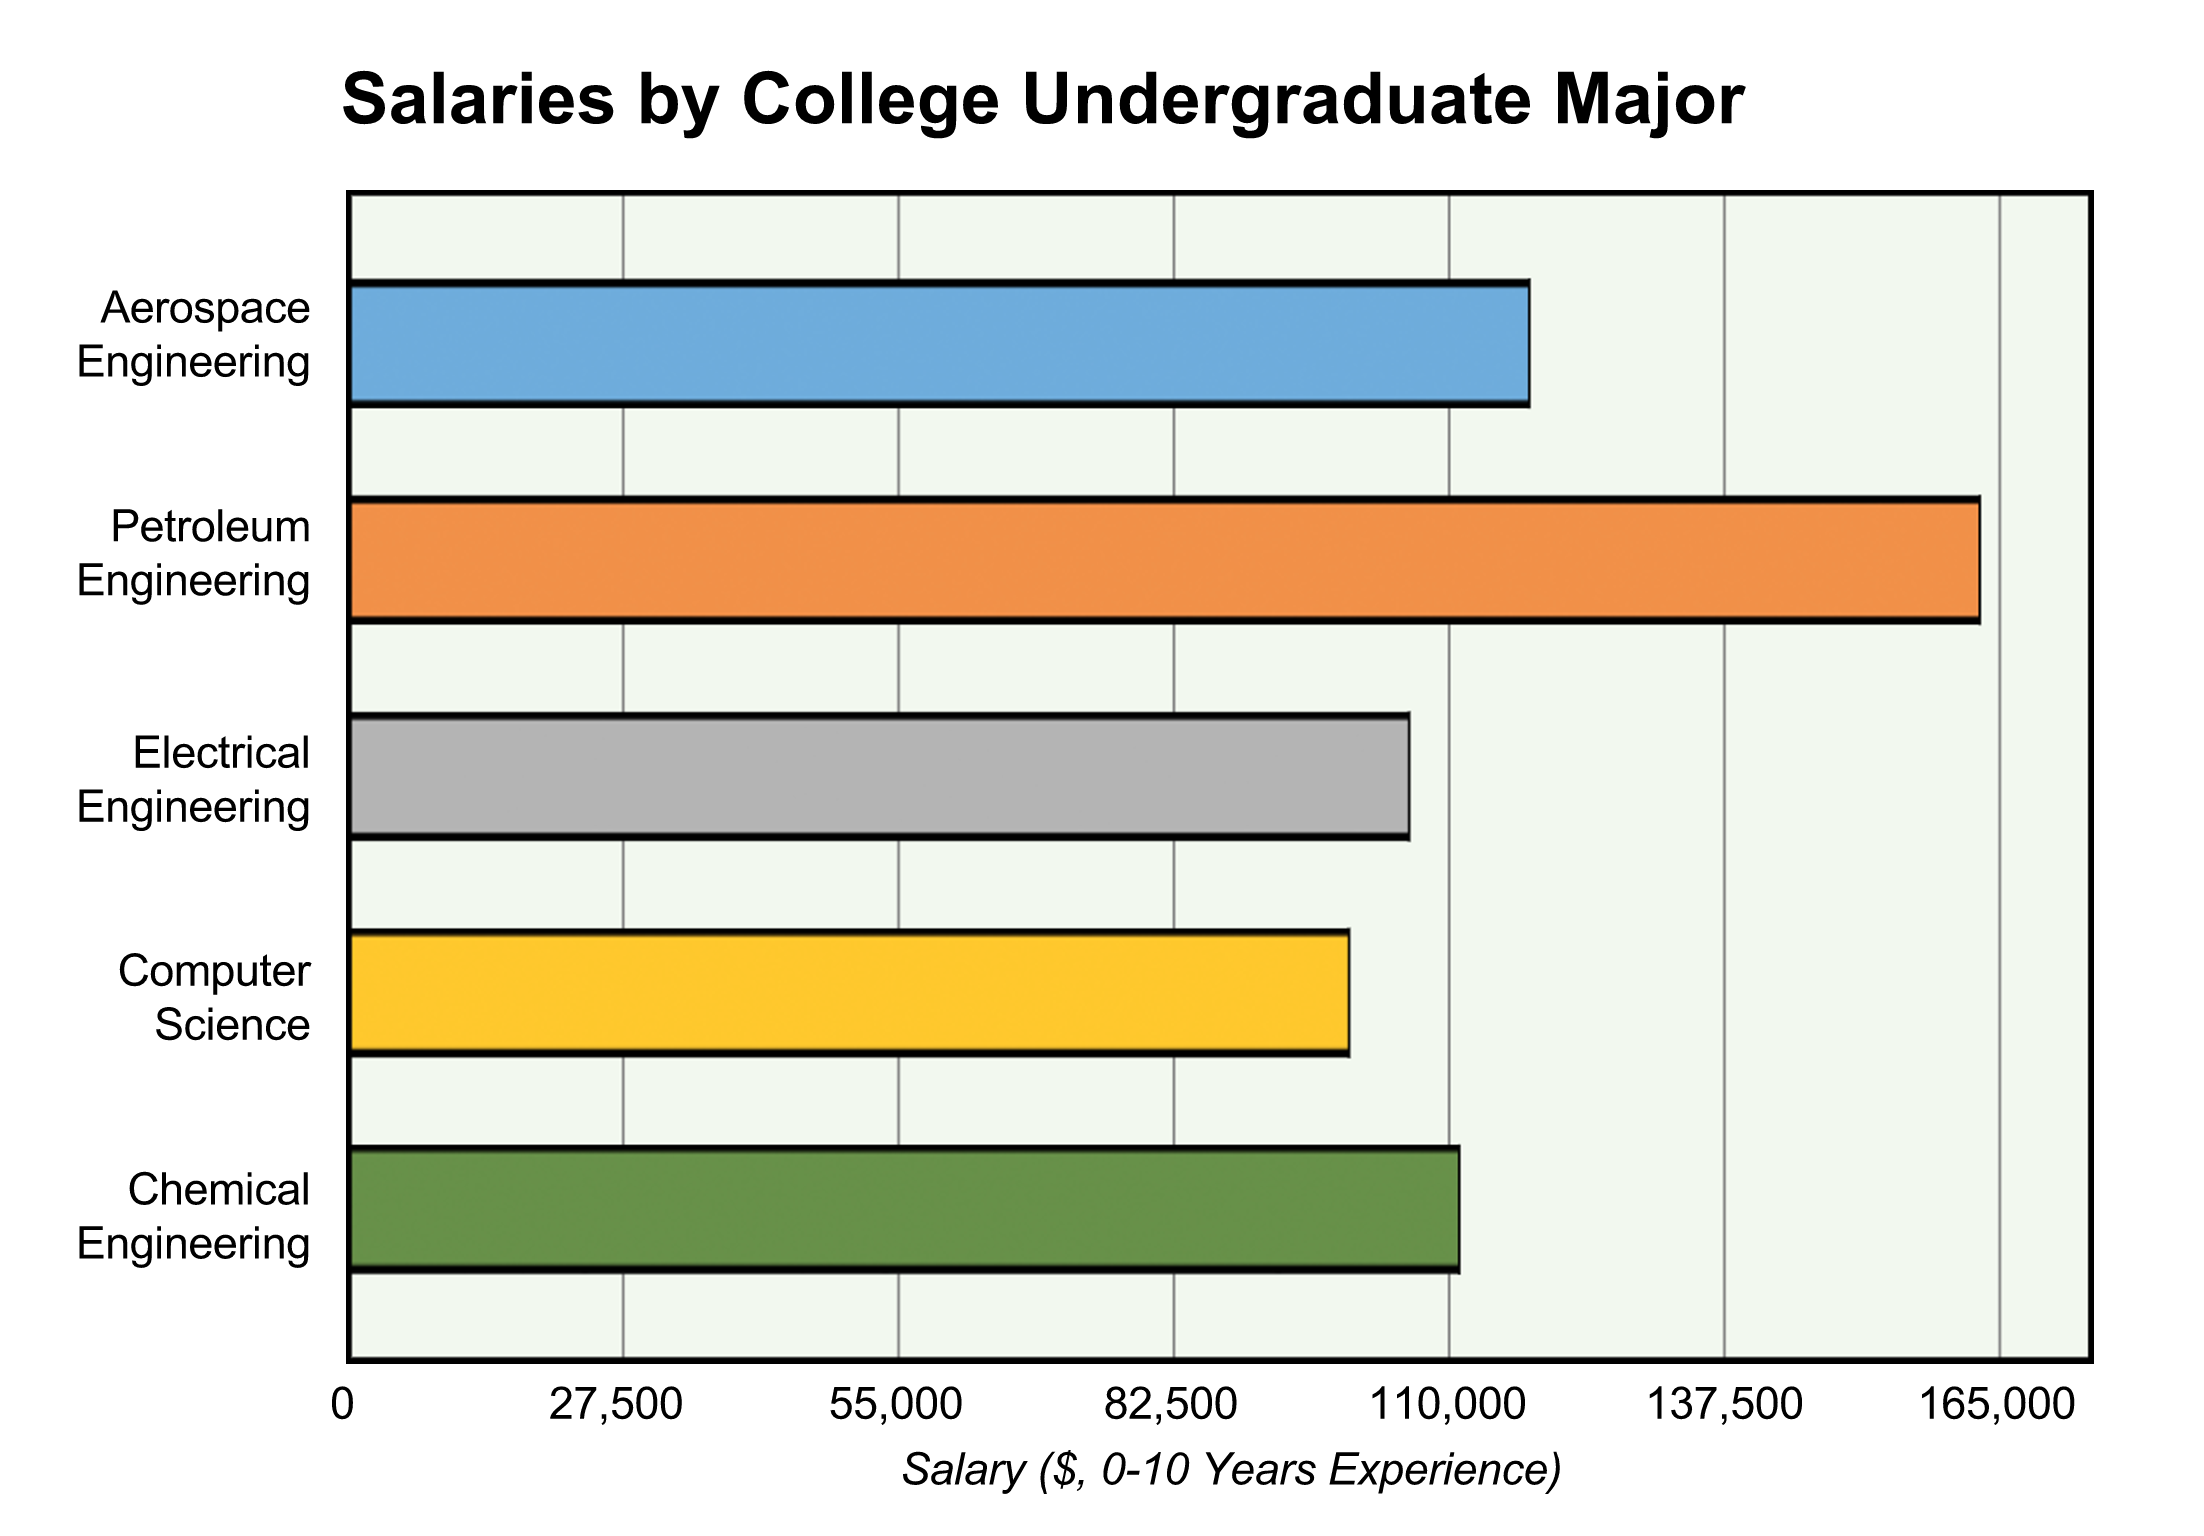 Salaries by College Undergraduate Major
Aerospace
Engineering
Petroleum
Engineering
Electrical
Engineering
Computer
Science
Chemical
Engineering
0 27,500 55,000 82,500 110,000 137,500 165,000
Salary ($, 0-10 Years Experience)